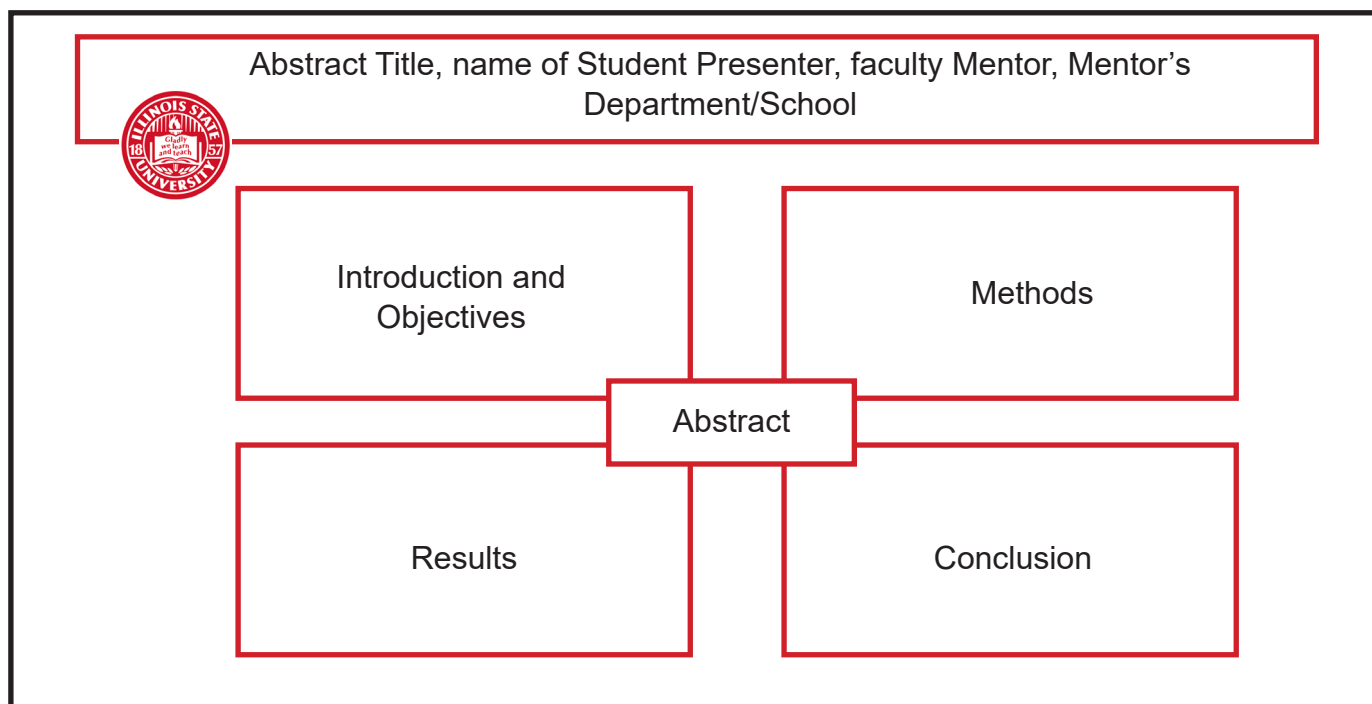 Abstract Title, name of Student Presenter, faculty Mentor, Mentor’s
Department/School
ILLINOIS STATE
Gladly
we learn
and teach
18 57
UNIVERSITY
Introduction and
Objectives
Methods
Abstract
Results
Conclusion